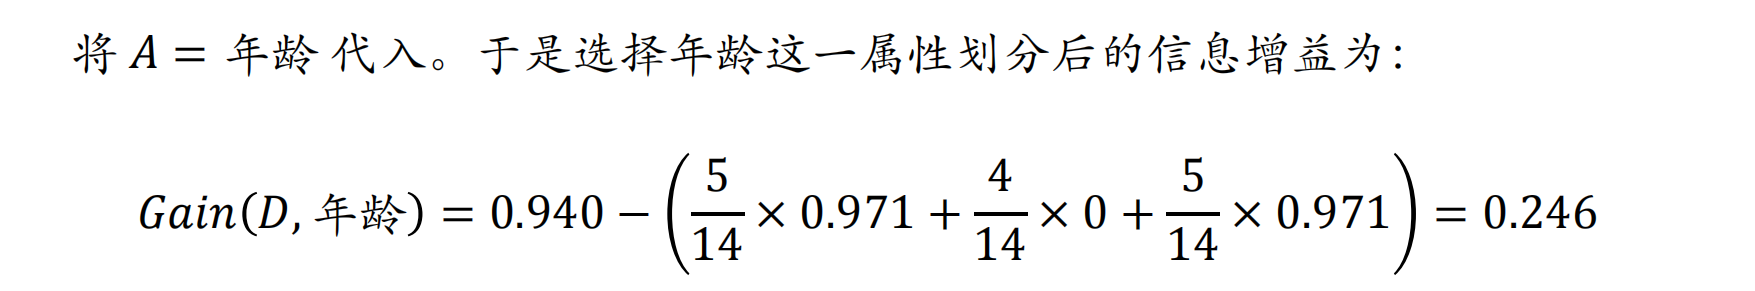 将 A = 年龄 代入。于是选择年龄这一属性划分后的信息增益为：
Gain(D, 年龄) = 0.940 − (5/14 × 0.971 + 4/14 × 0 + 5/14 × 0.971) = 0.246